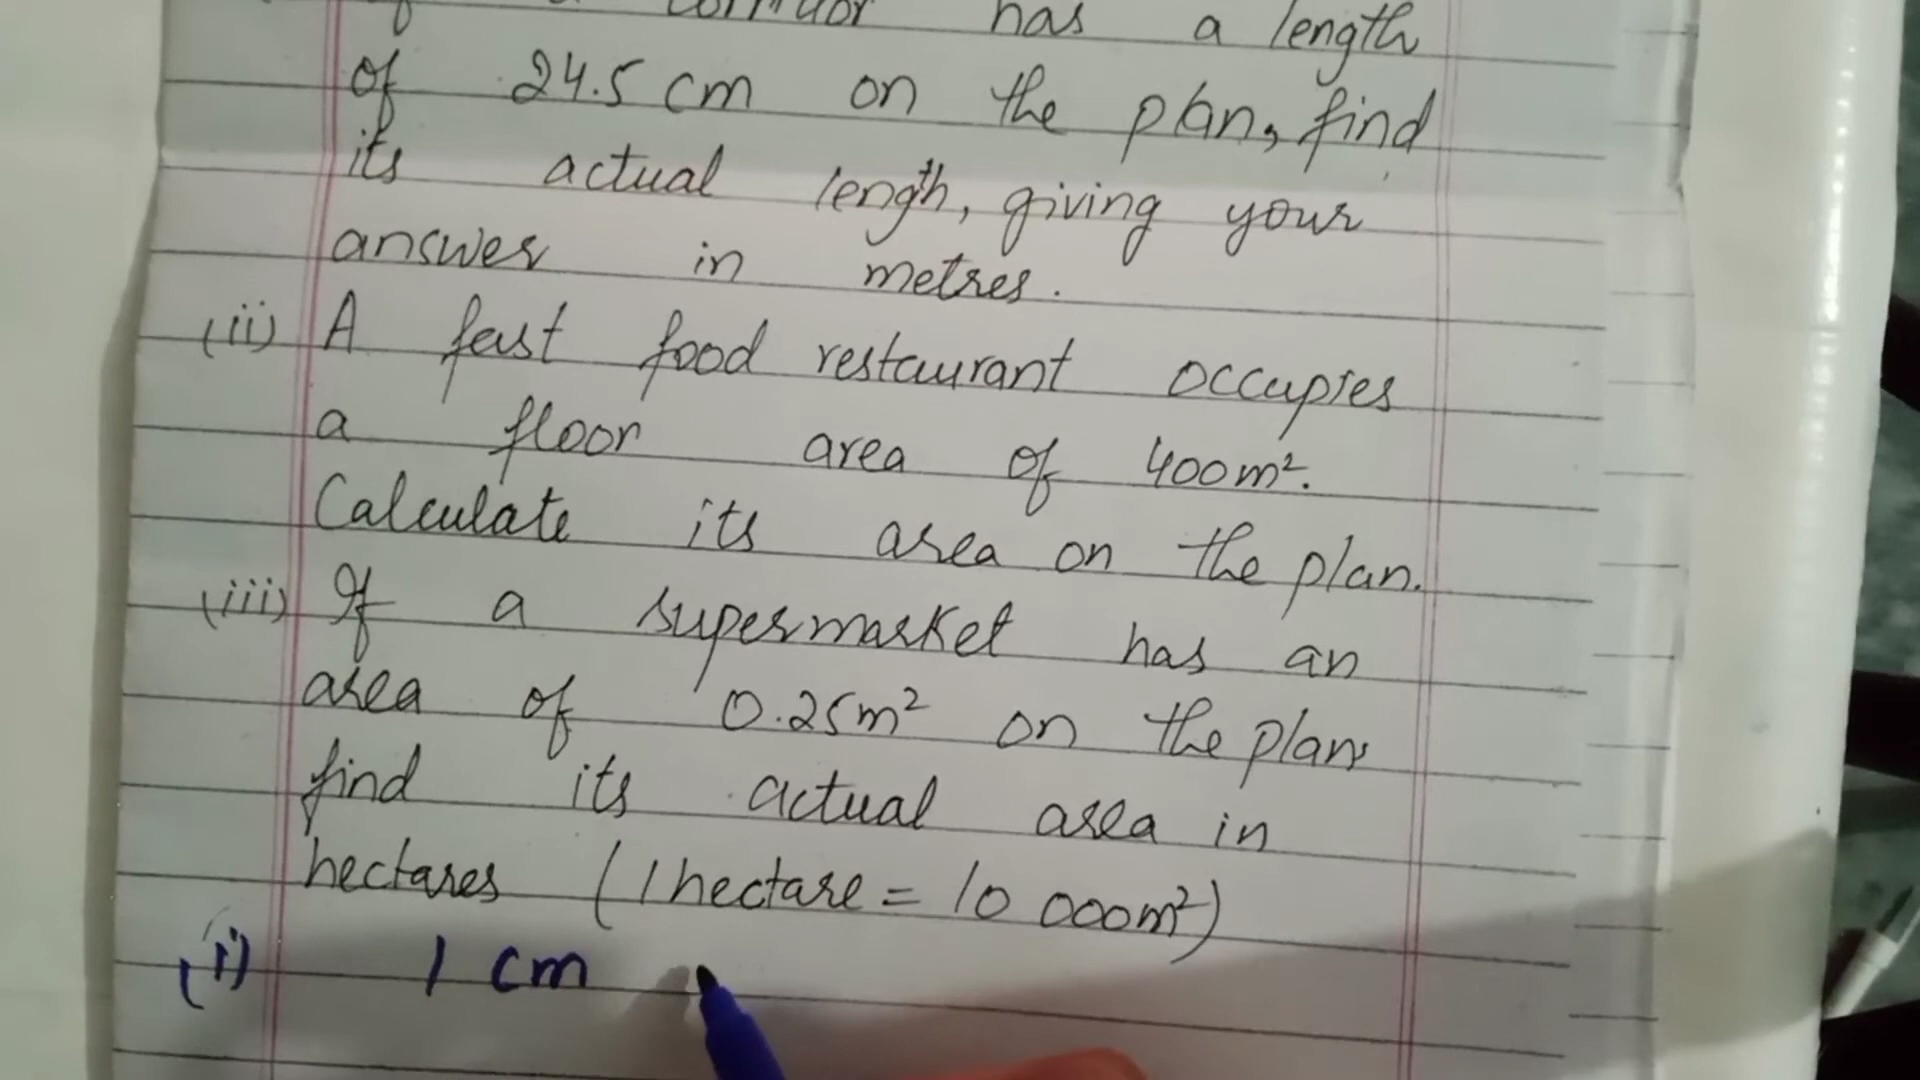 corridor has a length
of 24.5 cm on the plan, find
its actual length, giving your
answer in metres.
(ii) A fast food restaurant occupies
a floor area of 400m².
Calculate its area on the plan.
(iii) If a supermarket has an
area of 0.25m² on the plan,
find its actual area in
hectares (1 hectare = 10 000m²)
(i) 1 cm